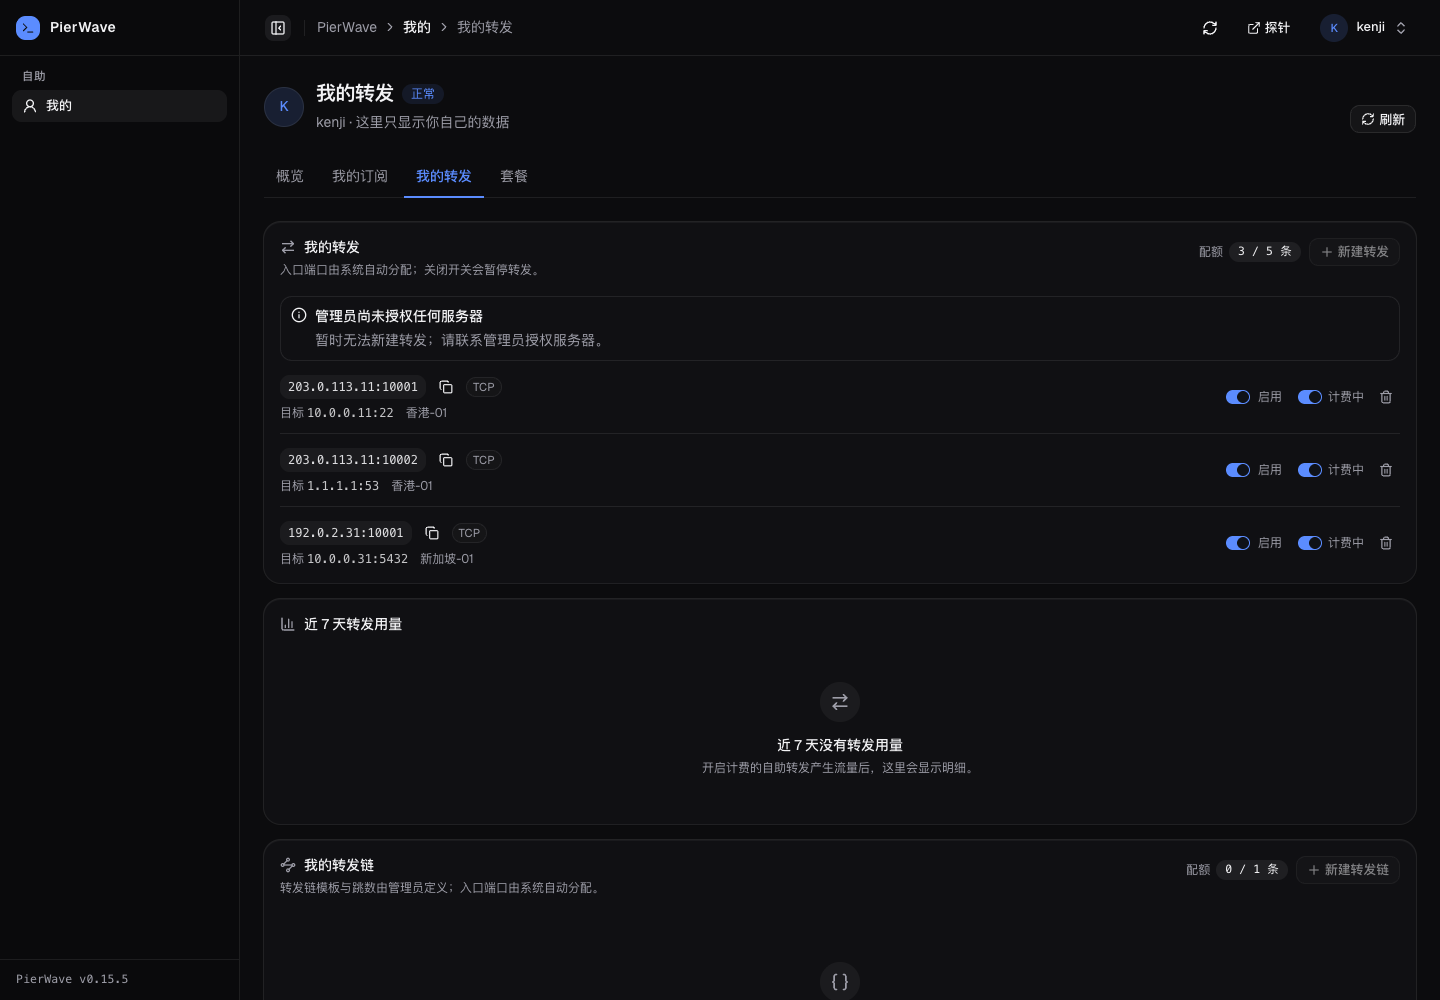 PierWave
PierWave
我的
我的转发
探针
K
kenji
自助
我的
K
我的转发
正常
kenji · 这里只显示你自己的数据
刷新
概览
我的订阅
我的转发
套餐
我的转发
入口端口由系统自动分配；关闭开关会暂停转发。
配额
3 / 5 条
新建转发
管理员尚未授权任何服务器
暂时无法新建转发；请联系管理员授权服务器。
203.0.113.11:10001
TCP
目标 10.0.0.11:22 香港-01
启用
计费中
203.0.113.11:10002
TCP
目标 1.1.1.1:53 香港-01
启用
计费中
192.0.2.31:10001
TCP
目标 10.0.0.31:5432 新加坡-01
启用
计费中
近 7 天转发用量
近 7 天没有转发用量
开启计费的自助转发产生流量后，这里会显示明细。
我的转发链
转发链模板与跳数由管理员定义；入口端口由系统自动分配。
配额
0 / 1 条
新建转发链
PierWave v0.15.5